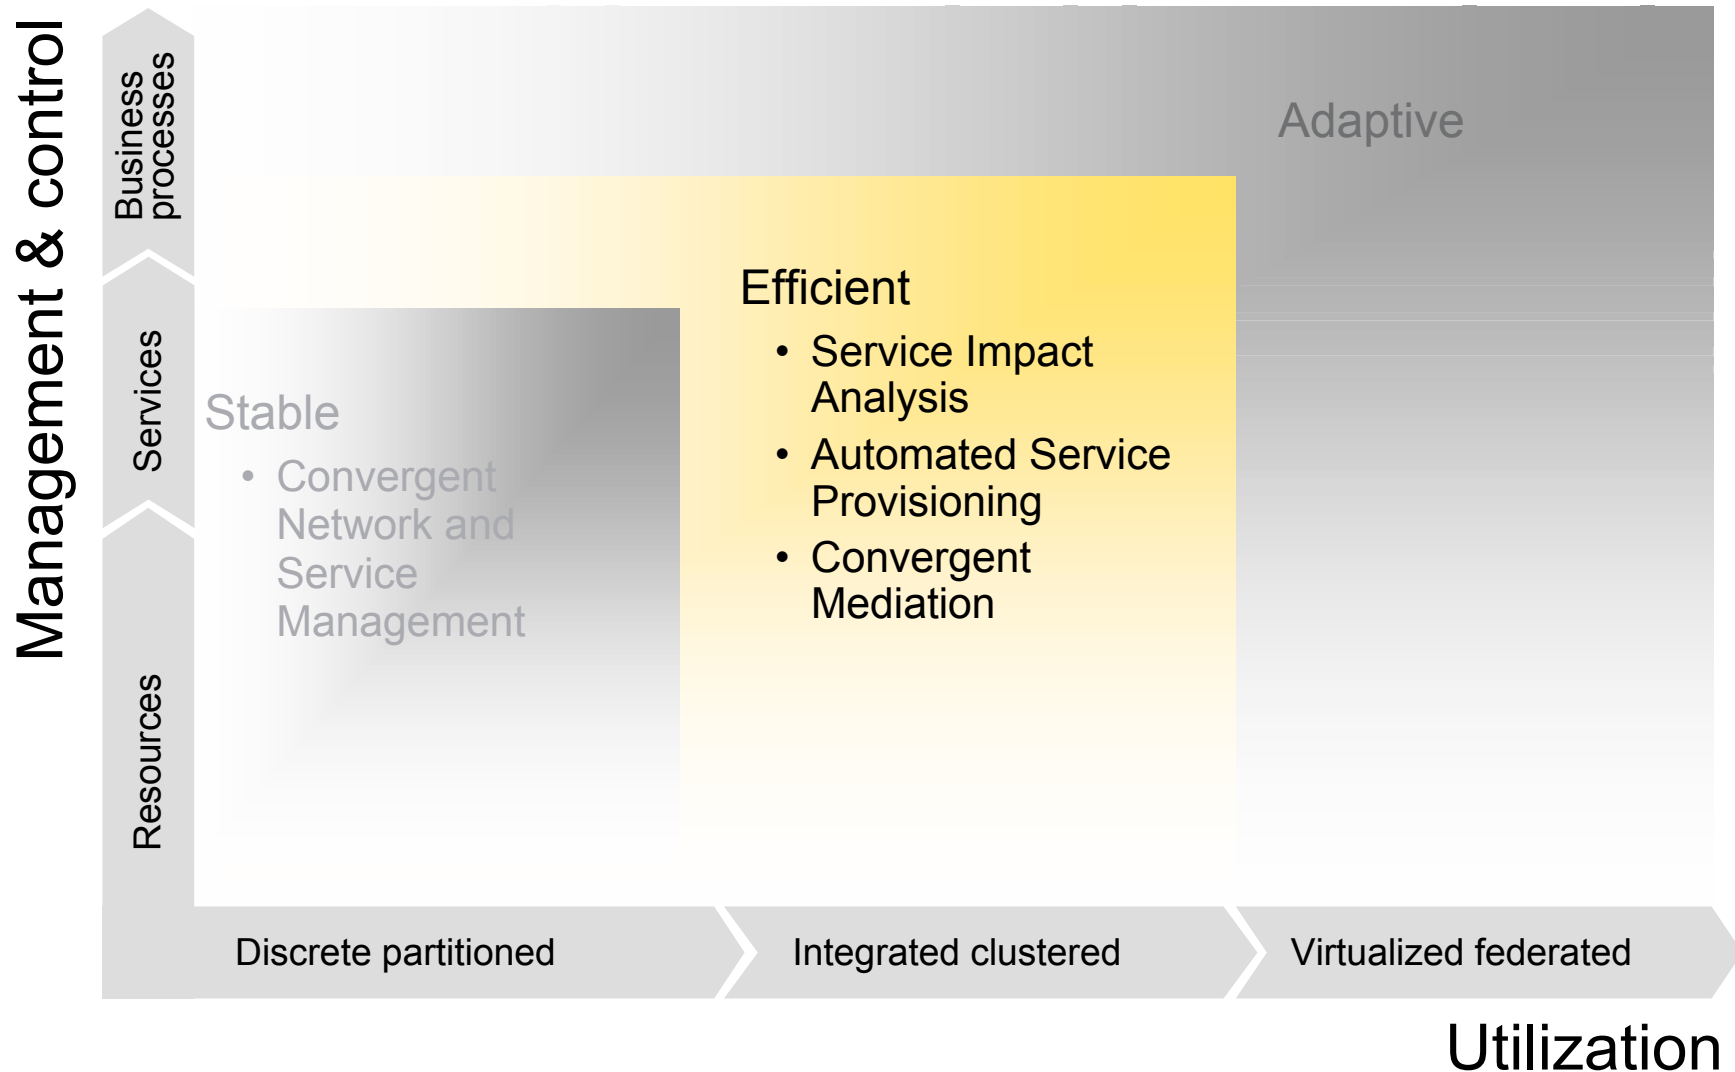 Management & control
Business
processes
Services
Resources
Adaptive
Efficient
• Service Impact
Analysis
• Automated Service
Provisioning
• Convergent
Mediation
Stable
• Convergent
Network and
Service
Management
Discrete partitioned
Integrated clustered
Virtualized federated
Utilization